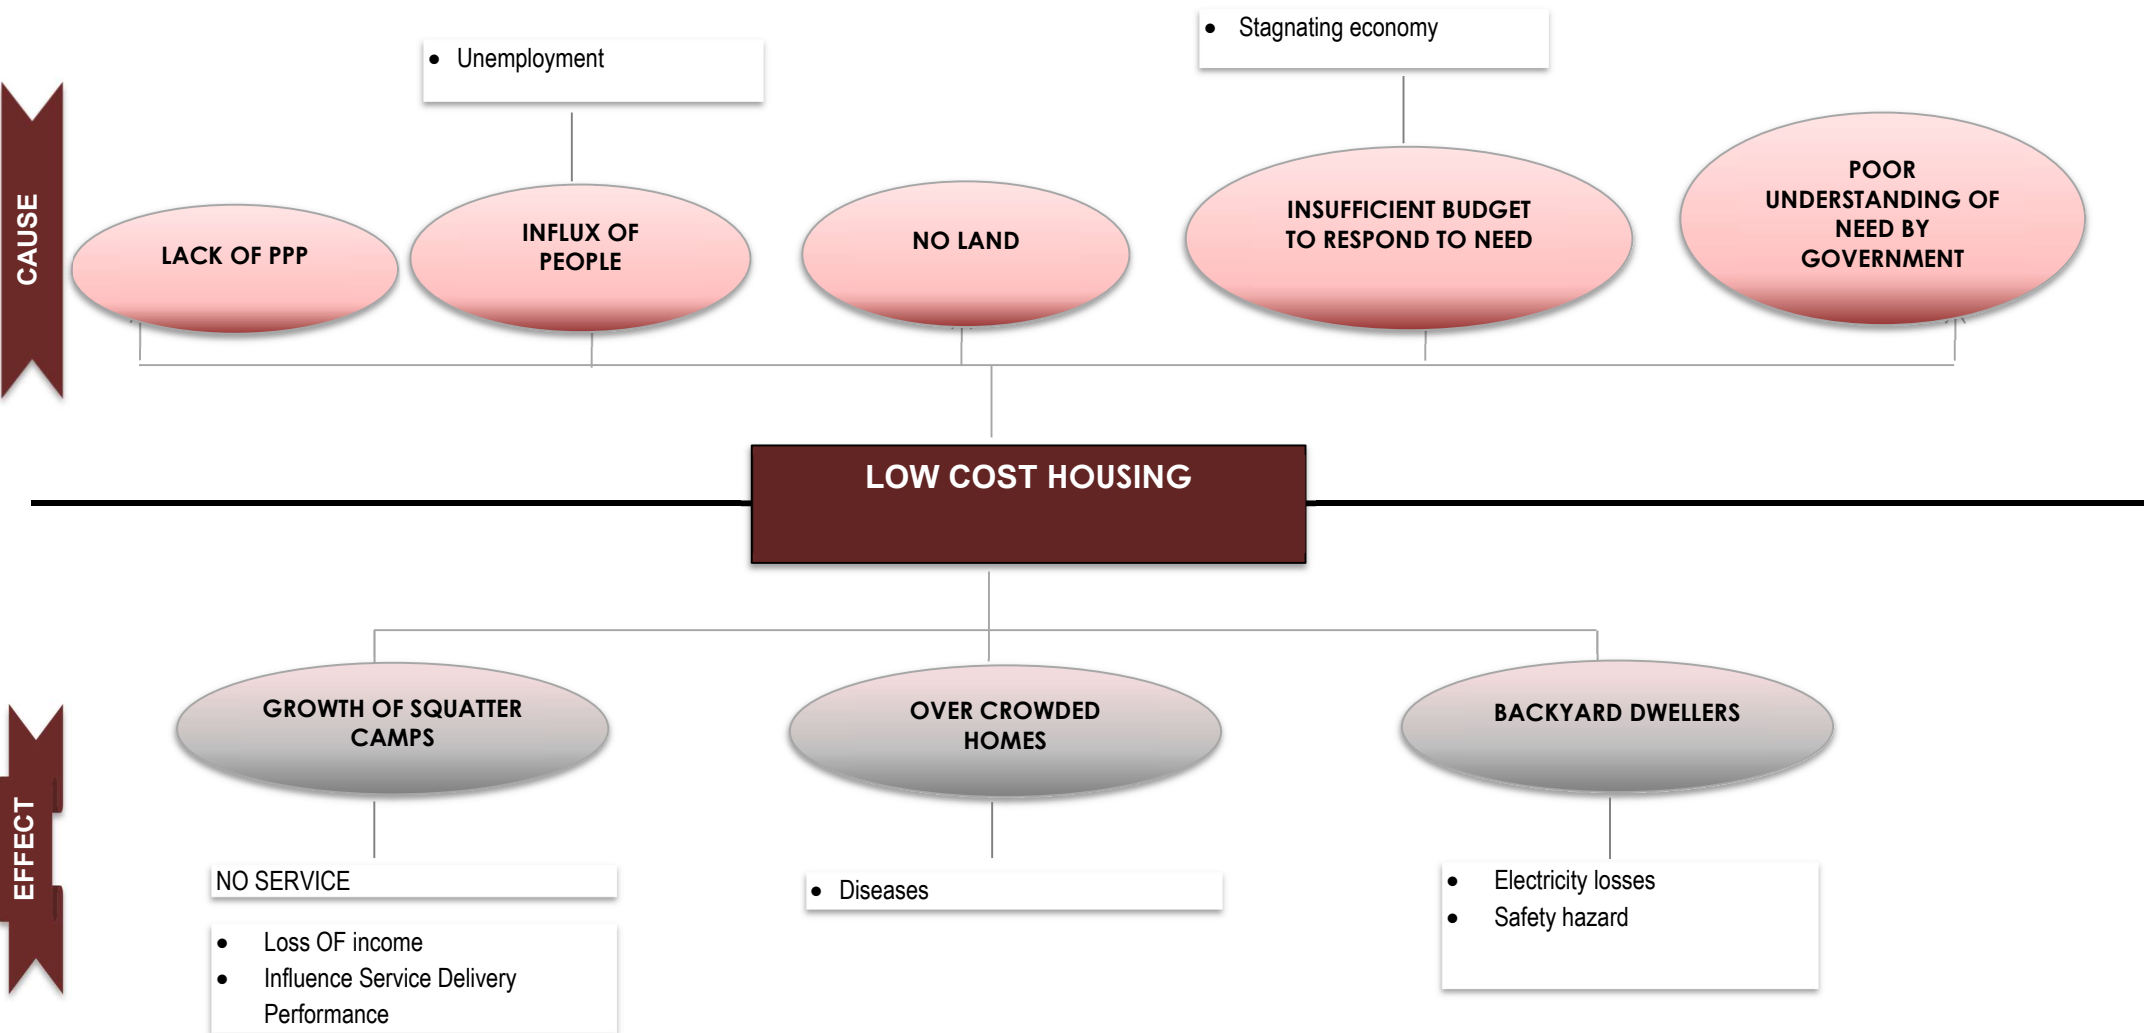 • Stagnating economy
• Unemployment
CAUSE
LACK OF PPP
INFLUX OF
PEOPLE
NO LAND
INSUFFICIENT BUDGET
TO RESPOND TO NEED
POOR
UNDERSTANDING OF
NEED BY
GOVERNMENT
LOW COST HOUSING
EFFECT
GROWTH OF SQUATTER
CAMPS
OVER CROWDED
HOMES
BACKYARD DWELLERS
NO SERVICE
• Loss OF income
• Influence Service Delivery
Performance
• Diseases
• Electricity losses
• Safety hazard